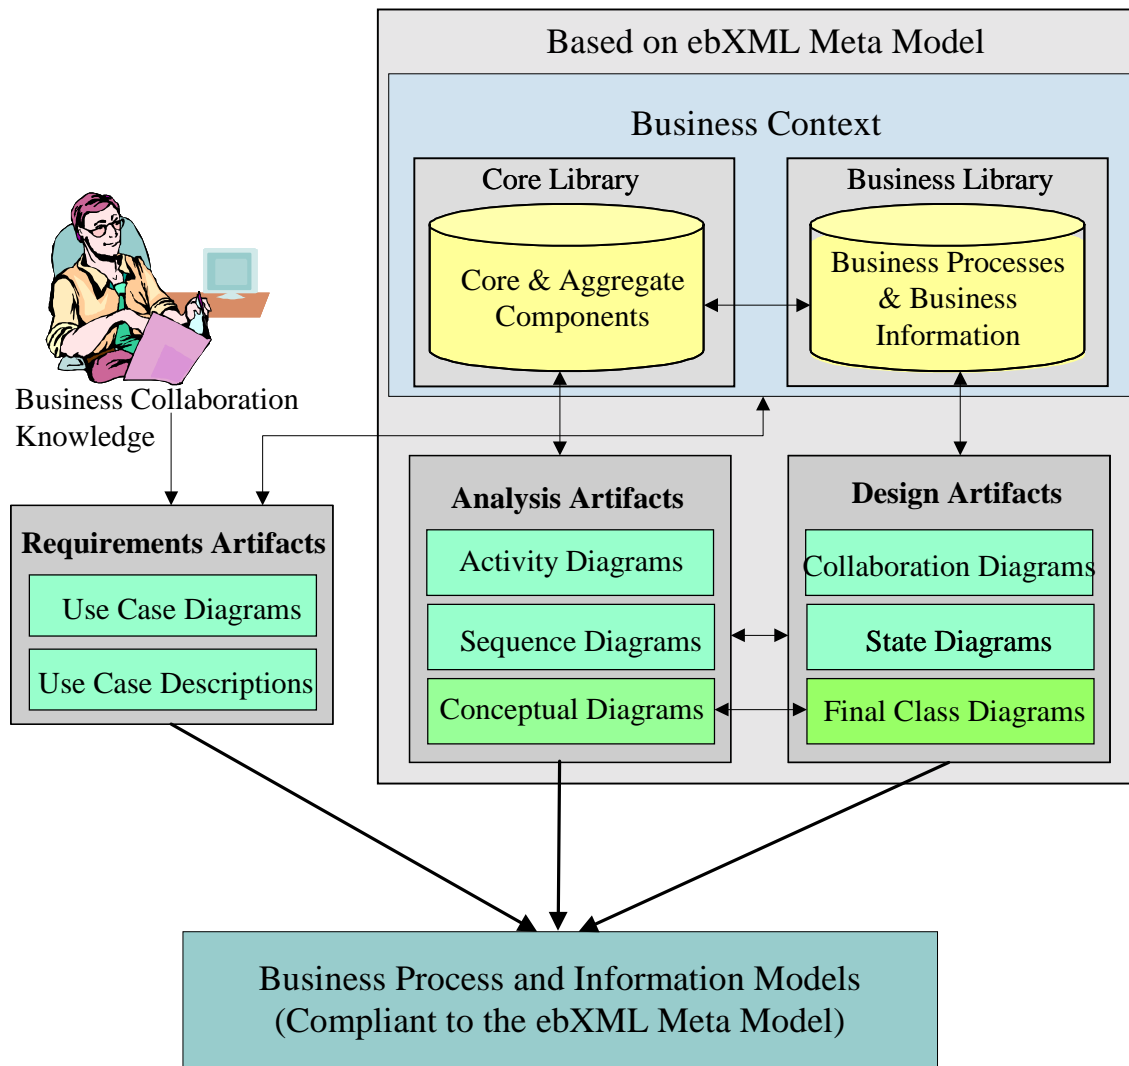 Based on ebXML Meta Model
Business Context
Core Library
Business Library
Core & Aggregate
Components
Business Processes
& Business
Information
Business Collaboration
Knowledge
Requirements Artifacts
Use Case Diagrams
Use Case Descriptions
Analysis Artifacts
Activity Diagrams
Sequence Diagrams
Conceptual Diagrams
Design Artifacts
Collaboration Diagrams
State Diagrams
Final Class Diagrams
Business Process and Information Models
(Compliant to the ebXML Meta Model)